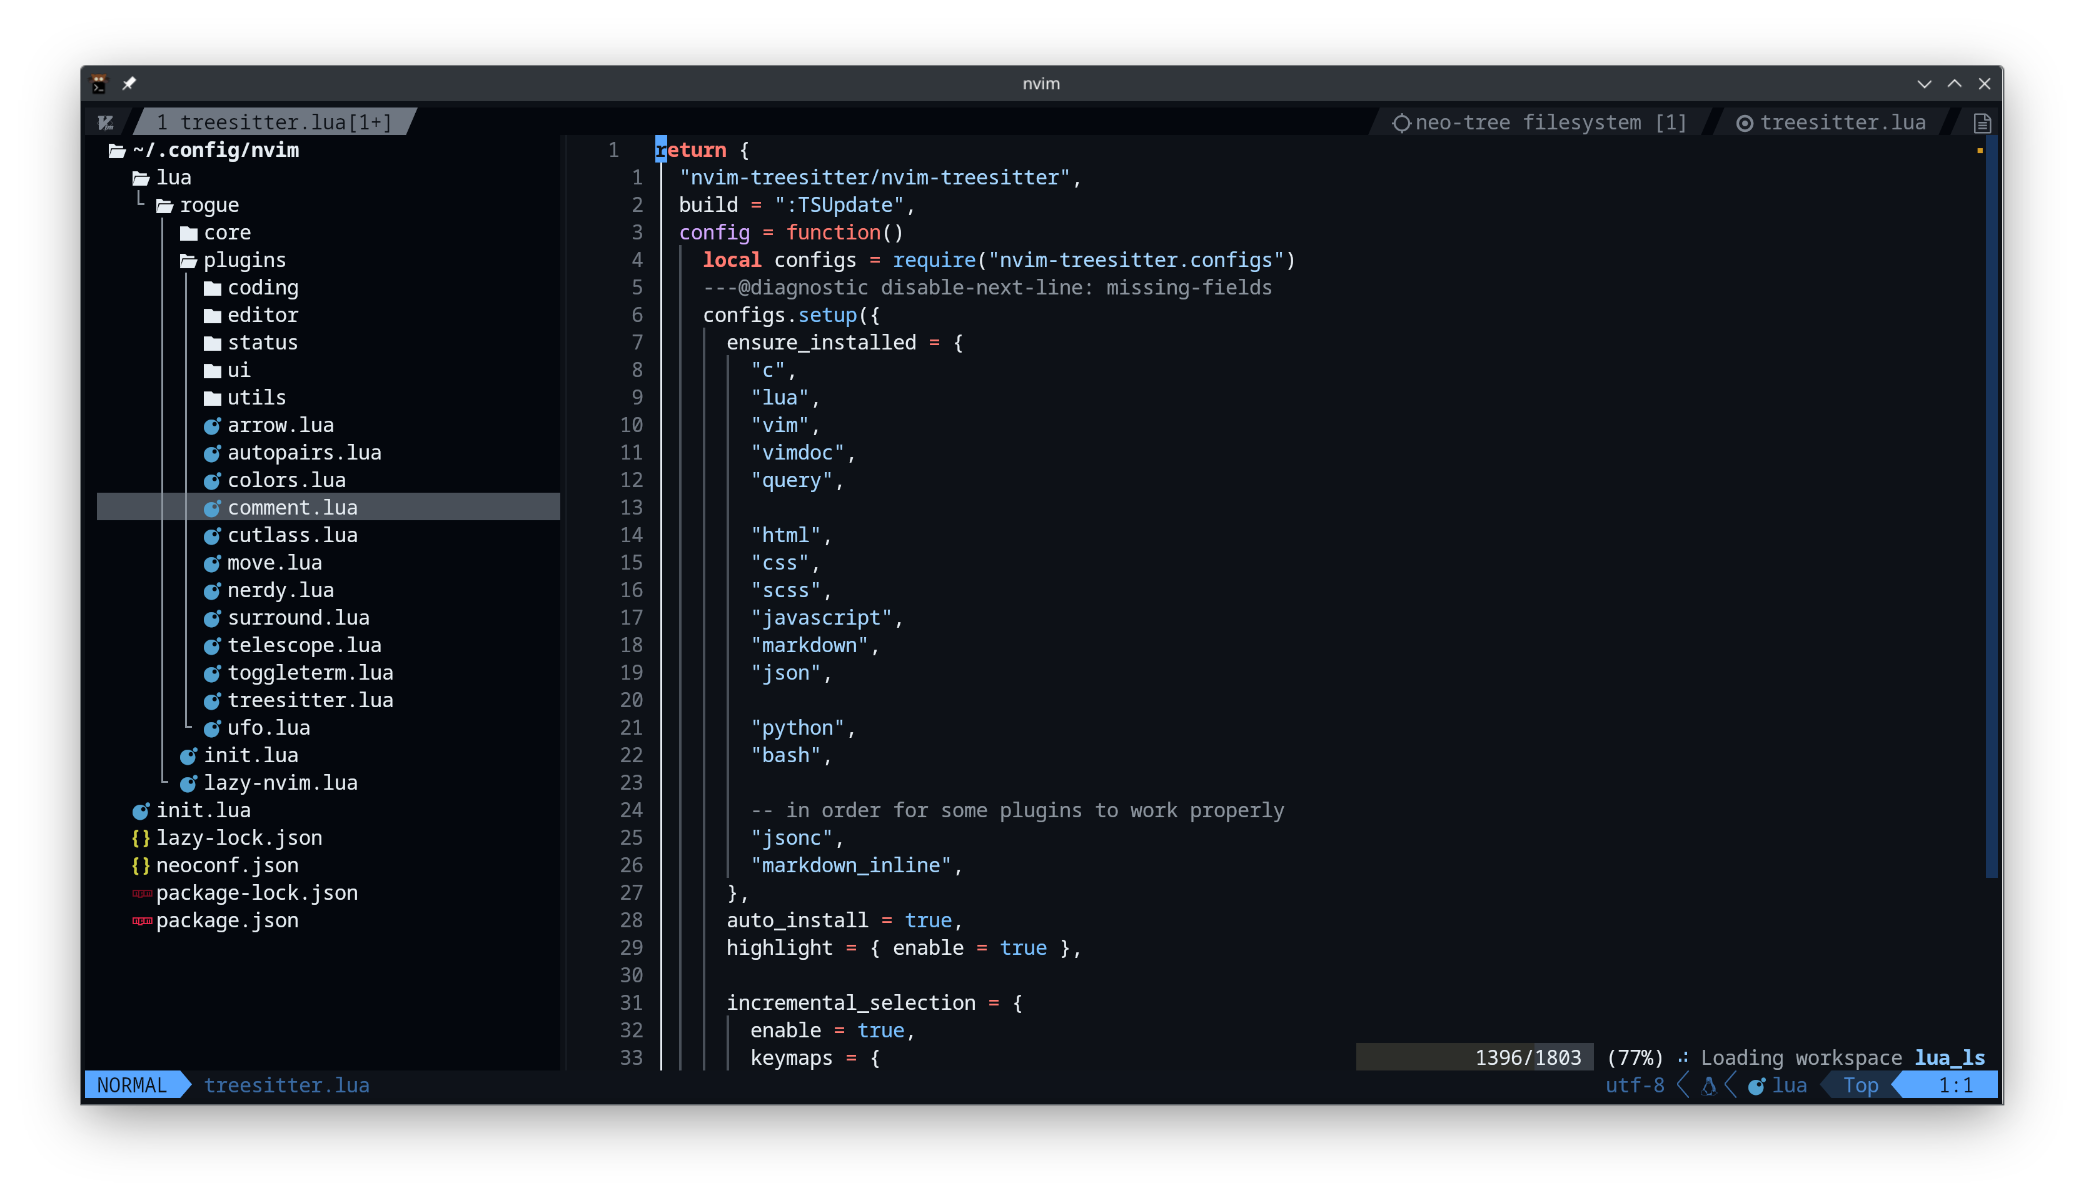 nvim
1 treesitter.lua[1+]
neo-tree filesystem [1]
treesitter.lua
~/.config/nvim
lua
rogue
core
plugins
coding
editor
status
ui
utils
arrow.lua
autopairs.lua
colors.lua
comment.lua
cutlass.lua
move.lua
nerdy.lua
surround.lua
telescope.lua
toggleterm.lua
treesitter.lua
ufo.lua
init.lua
lazy-nvim.lua
init.lua
{} lazy-lock.json
{} neoconf.json
package-lock.json
package.json
1 return {
1 "nvim-treesitter/nvim-treesitter",
2 build = ":TSUpdate",
3 config = function()
4 local configs = require("nvim-treesitter.configs")
5 ---@diagnostic disable-next-line: missing-fields
6 configs.setup({
7 ensure_installed = {
8 "c",
9 "lua",
10 "vim",
11 "vimdoc",
12 "query",
13
14 "html",
15 "css",
16 "scss",
17 "javascript",
18 "markdown",
19 "json",
20
21 "python",
22 "bash",
23
24 -- in order for some plugins to work properly
25 "jsonc",
26 "markdown_inline",
27 },
28 auto_install = true,
29 highlight = { enable = true },
30
31 incremental_selection = {
32 enable = true,
33 keymaps = {
1396/1803 (77%) Loading workspace lua_ls
NORMAL treesitter.lua
utf-8 lua Top 1:1